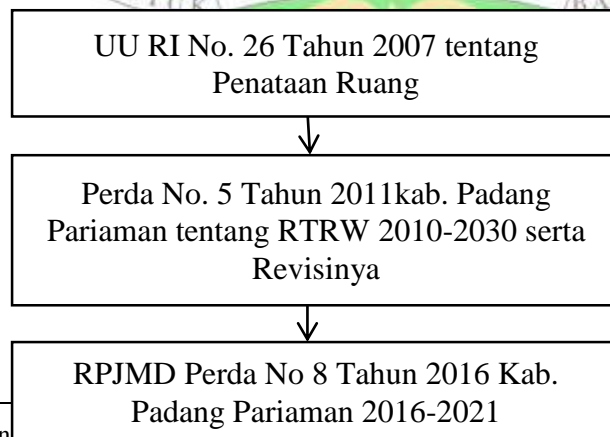 UU RI No. 26 Tahun 2007 tentang
Penataan Ruang
Perda No. 5 Tahun 2011kab. Padang
Pariaman tentang RTRW 2010-2030 serta
Revisinya
RPJMD Perda No 8 Tahun 2016 Kab.
Padang Pariaman 2016-2021